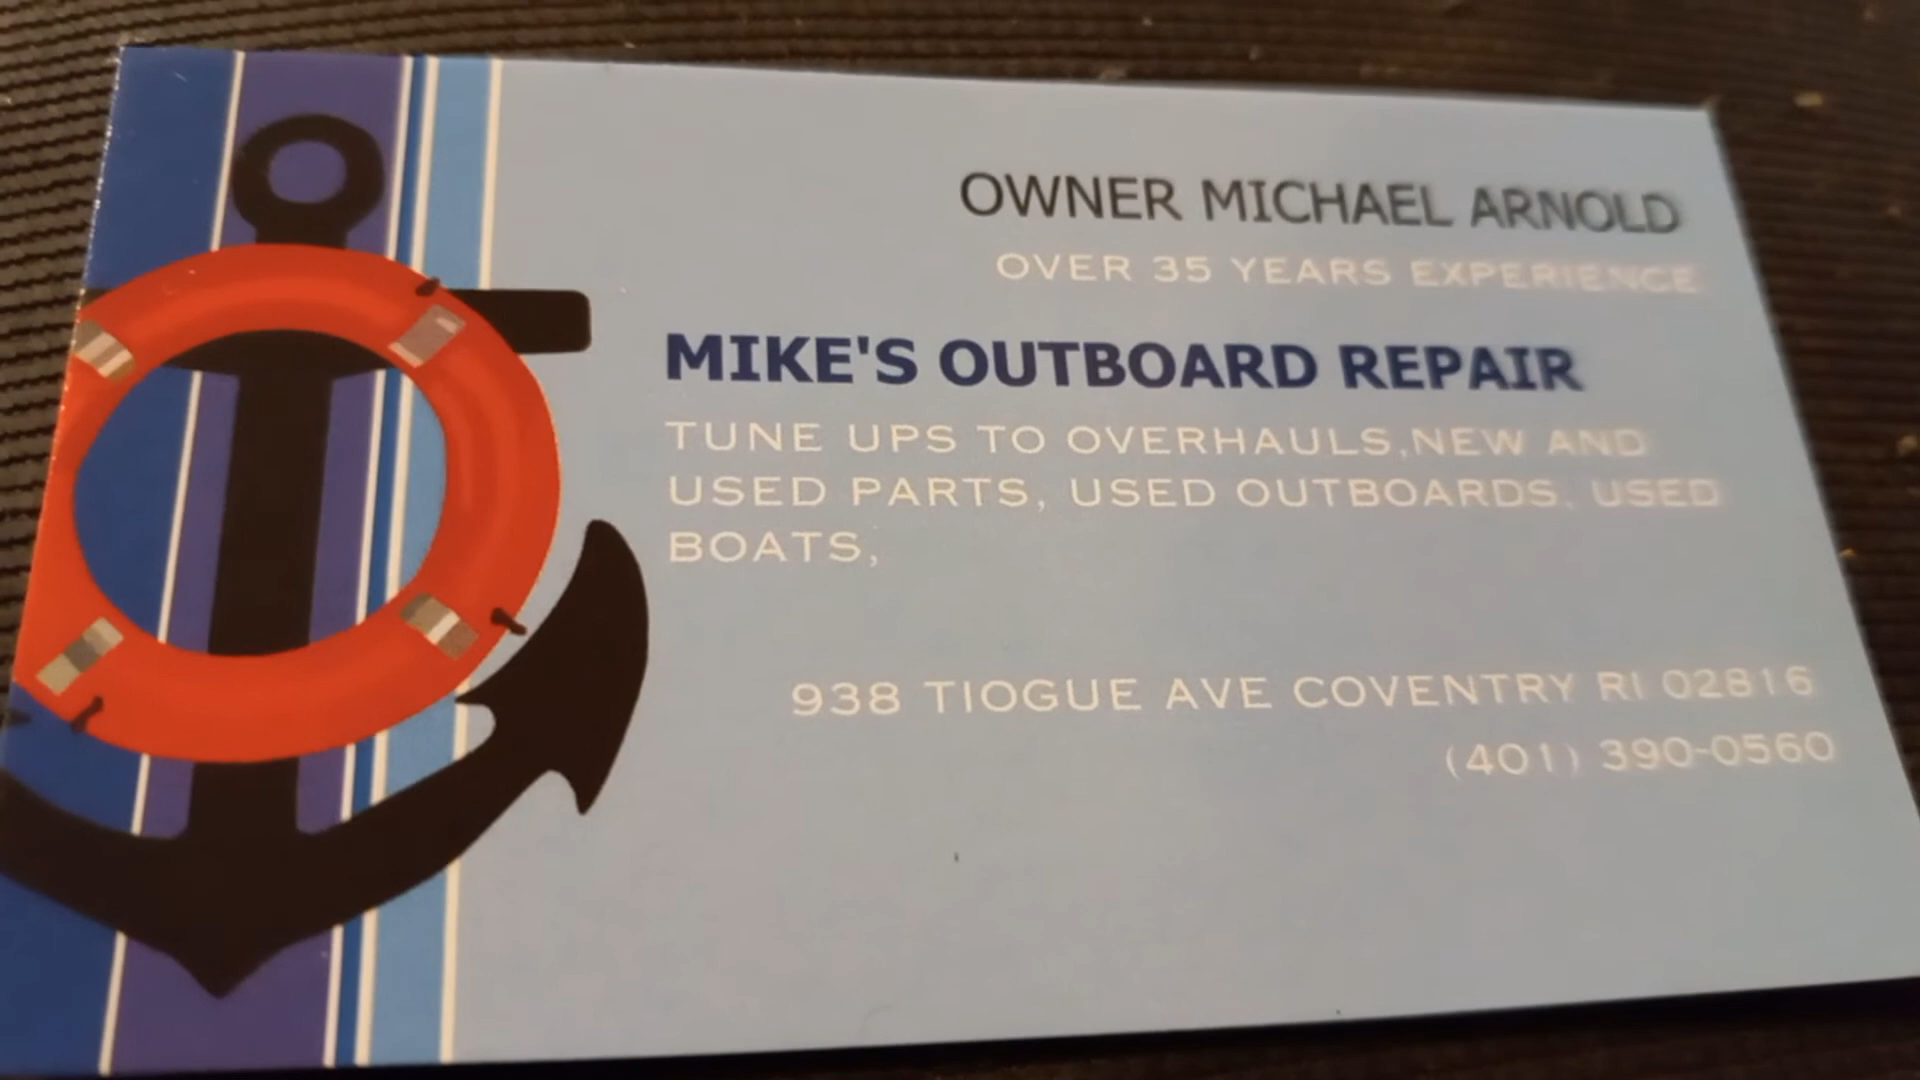 OWNER MICHAEL ARNOLD
OVER 35 YEARS EXPERIENCE
MIKE'S OUTBOARD REPAIR
TUNE UPS TO OVERHAULS,NEW AND
USED PARTS, USED OUTBOARDS, USED
BOATS,
938 TIOGUE AVE COVENTRY RI 02816
(401) 390-0560